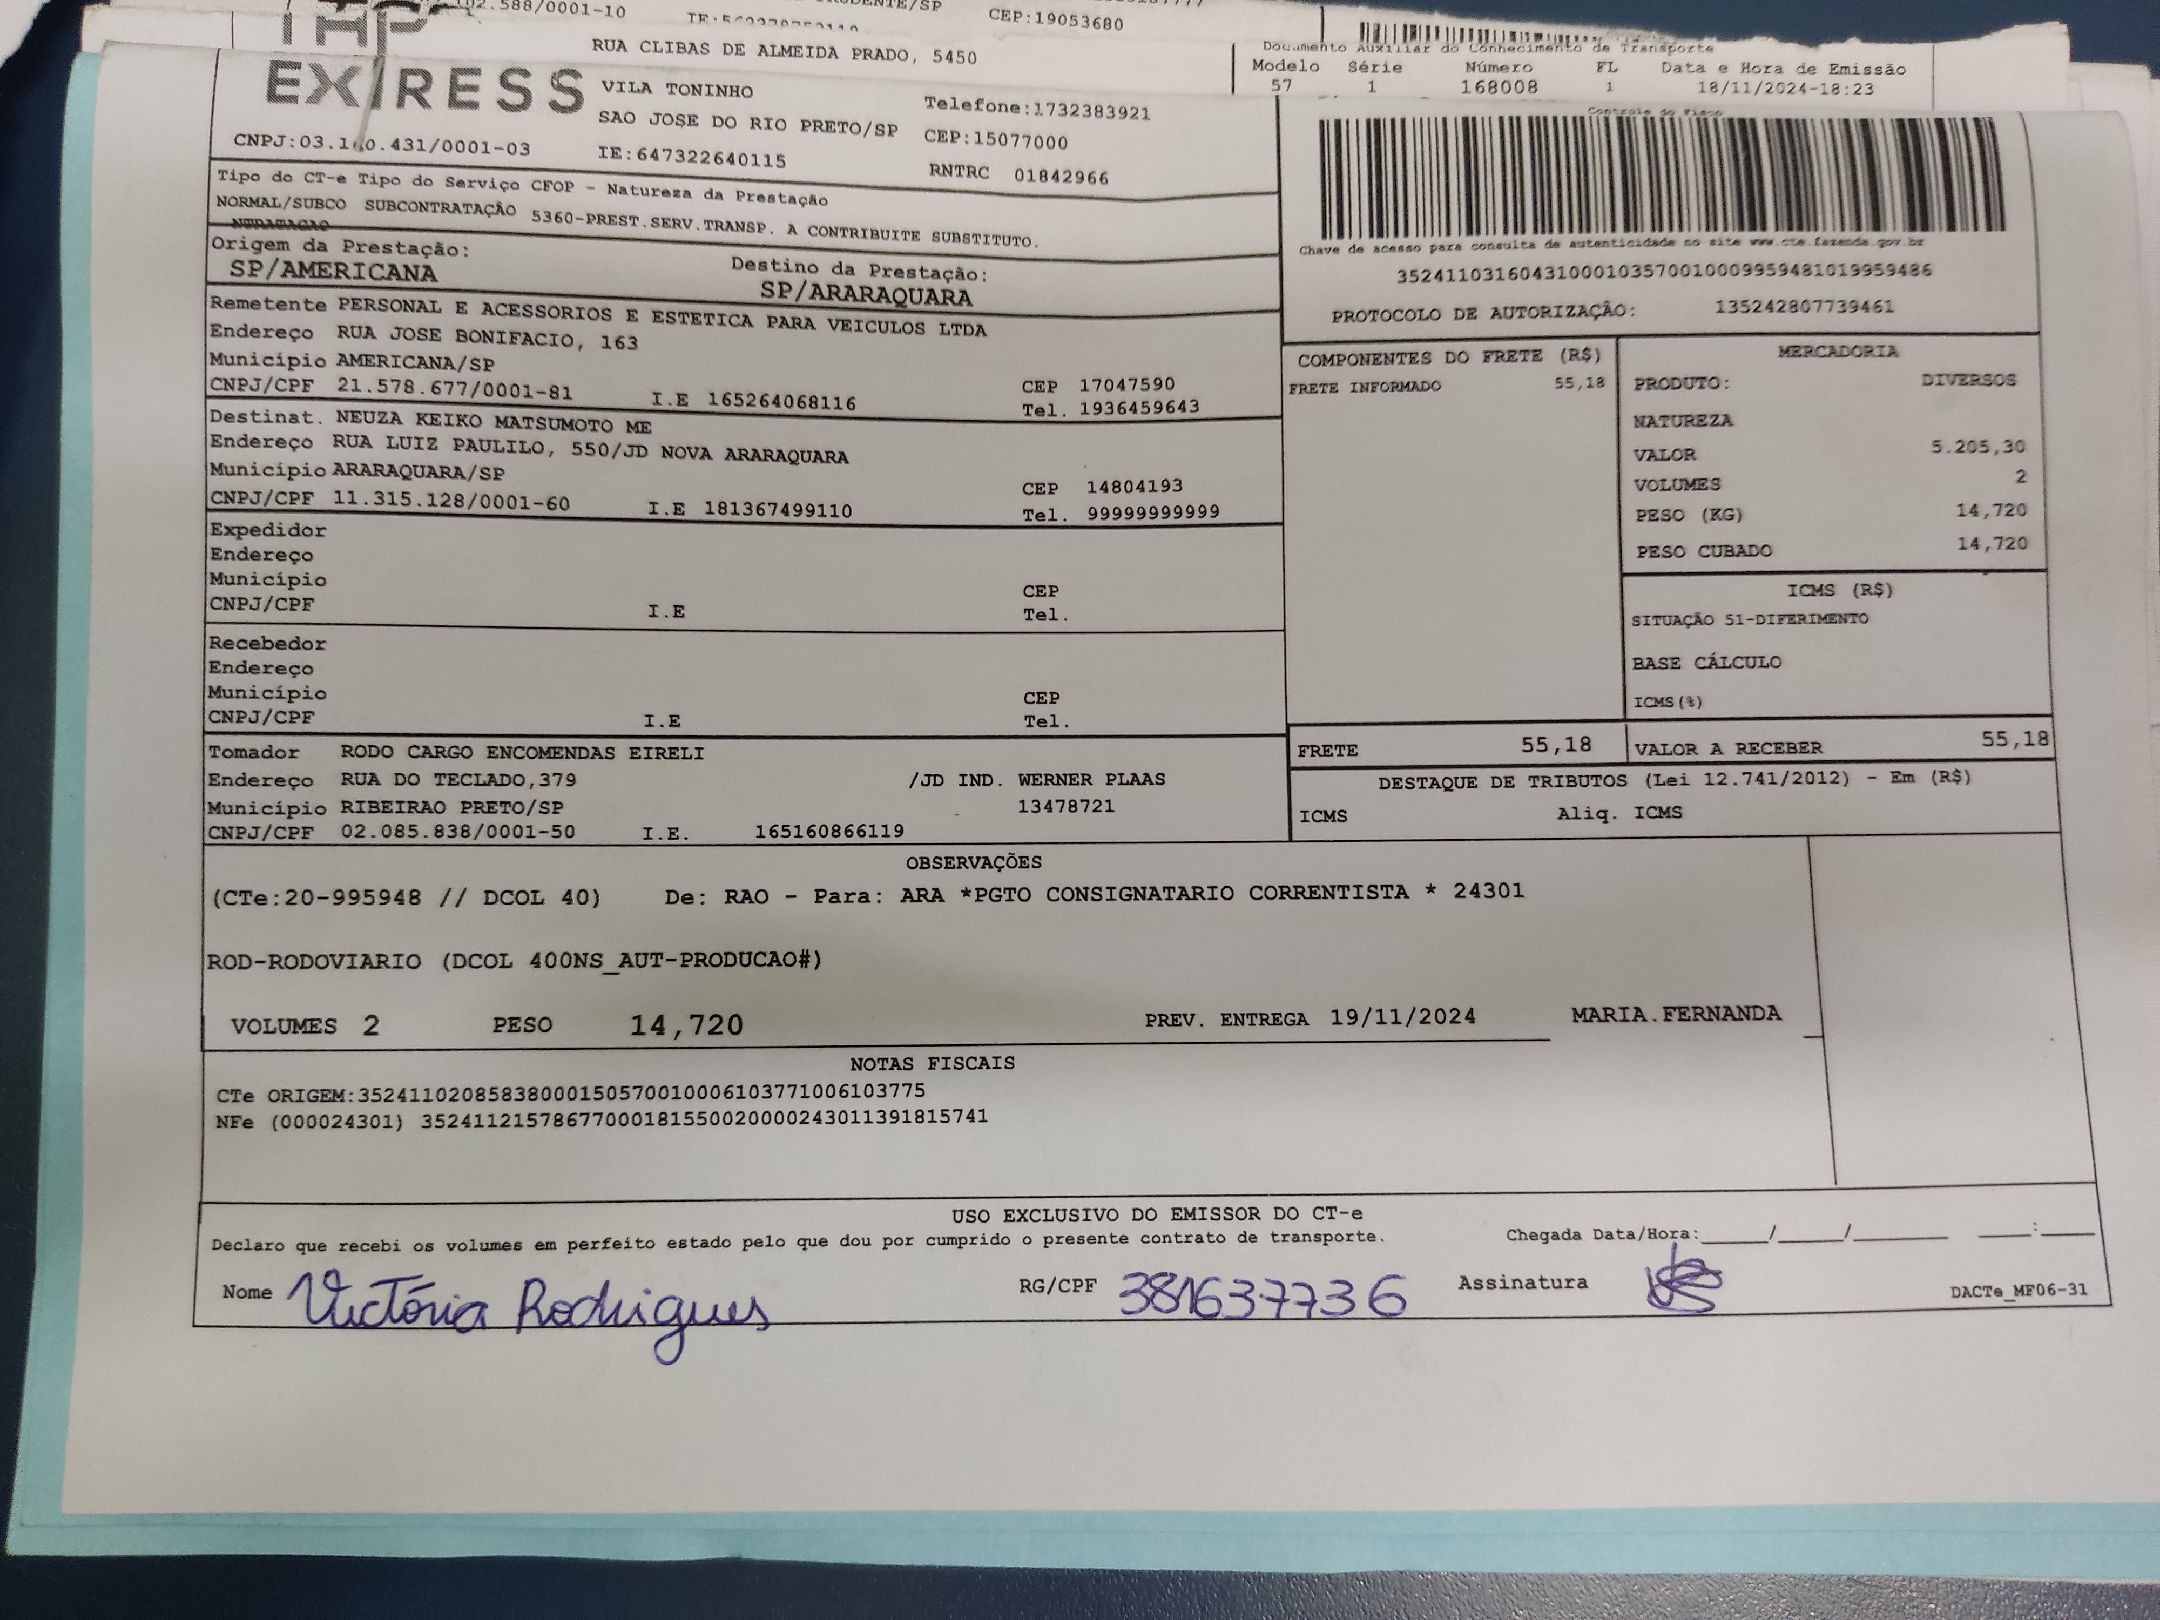 02.588/0001-10 CEP:19053680
RUA CLIBAS DE ALMEIDA PRADO, 5450
Documento Auxiliar do Conhecimento de Transporte
Modelo Série Número FL Data e Hora de Emissão
57 1 168008 1 18/11/2024-18:23
EXPRESS
VILA TONINHO Telefone:1732383921
SAO JOSE DO RIO PRETO/SP CEP:15077000
IE:647322640115 RNTRC 01842966
Controle do Fisco
Tipo do CT-e Tipo do Serviço CFOP - Natureza da Prestação
NORMAL/SUBCO SUBCONTRATAÇÃO 5360-PREST.SERV.TRANSP. A CONTRIBUITE SUBSTITUTO.
NTRATACAO
Chave de acesso para consulta de autenticidade no site www.cte.fazenda.gov.br
35241103160431000103570010009959481019959486
PROTOCOLO DE AUTORIZAÇÃO: 135242807739461
Origem da Prestação: Destino da Prestação:
SP/AMERICANA SP/ARARAQUARA
Remetente PERSONAL E ACESSORIOS E ESTETICA PARA VEICULOS LTDA
Endereço RUA JOSE BONIFACIO, 163
Município AMERICANA/SP CEP 17047590
CNPJ/CPF 21.578.677/0001-81 I.E 165264068116 Tel. 1936459643
Destinat. NEUZA KEIKO MATSUMOTO ME
Endereço RUA LUIZ PAULILO, 550/JD NOVA ARARAQUARA
Município ARARAQUARA/SP CEP 14804193
CNPJ/CPF 11.315.128/0001-60 I.E 181367499110 Tel. 99999999999
Expedidor
Endereço
Município CEP
CNPJ/CPF I.E Tel.
Recebedor
Endereço
Município CEP
CNPJ/CPF I.E Tel.
Tomador RODO CARGO ENCOMENDAS EIRELI
Endereço RUA DO TECLADO,379 /JD IND. WERNER PLAAS
Município RIBEIRAO PRETO/SP 13478721
CNPJ/CPF 02.085.838/0001-50 I.E. 165160866119
COMPONENTES DO FRETE (R$)
FRETE INFORMADO 55,18
MERCADORIA
PRODUTO: DIVERSOS
NATUREZA
VALOR 5.205,30
VOLUMES 2
PESO (KG) 14,720
PESO CUBADO 14,720
ICMS (R$)
SITUAÇÃO 51-DIFERIMENTO
BASE CÁLCULO
ICMS(%)
FRETE 55,18 VALOR A RECEBER 55,18
DESTAQUE DE TRIBUTOS (Lei 12.741/2012) - Em (R$)
ICMS Aliq. ICMS
OBSERVAÇÕES
(CTe:20-995948 // DCOL 40) De: RAO - Para: ARA *PGTO CONSIGNATARIO CORRENTISTA * 24301
ROD-RODOVIARIO (DCOL 400NS_AUT-PRODUCAO#)
VOLUMES 2 PESO 14,720 PREV. ENTREGA 19/11/2024 MARIA.FERNANDA
NOTAS FISCAIS
CTe ORIGEM:35241102085838000150570010006103771006103775
NFe (000024301) 35241121578677000181550020000243011391815741
USO EXCLUSIVO DO EMISSOR DO CT-e
Declaro que recebi os volumes em perfeito estado pelo que dou por cumprido o presente contrato de transporte. Chegada Data/Hora:_____/_____/________ ____:____
Nome Victória Rodrigues RG/CPF 381637736 Assinatura
DACTe_MF06-31